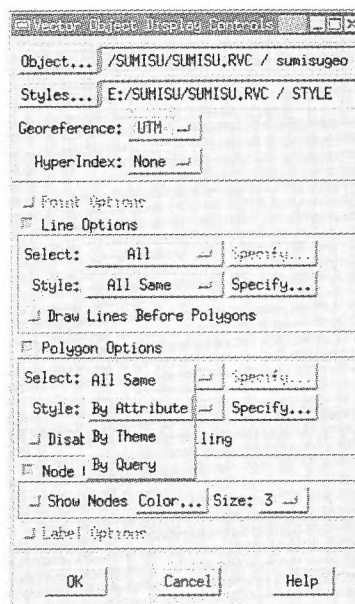 Vector Object Display Controls
Object... /SUMISU/SUMISU.RVC / sumisugeo
Styles... E:/SUMISU/SUMISU.RVC / STYLE
Georeference: UTM
HyperIndex: None
Point Options
Line Options
Select: All Specify...
Style: All Same Specify...
Draw Lines Before Polygons
Polygon Options
Select: All Same Specify...
Style: By Attribute Specify...
Disab By Theme ling
Node By Query
Show Nodes Color... Size: 3
Label Options
OK Cancel Help